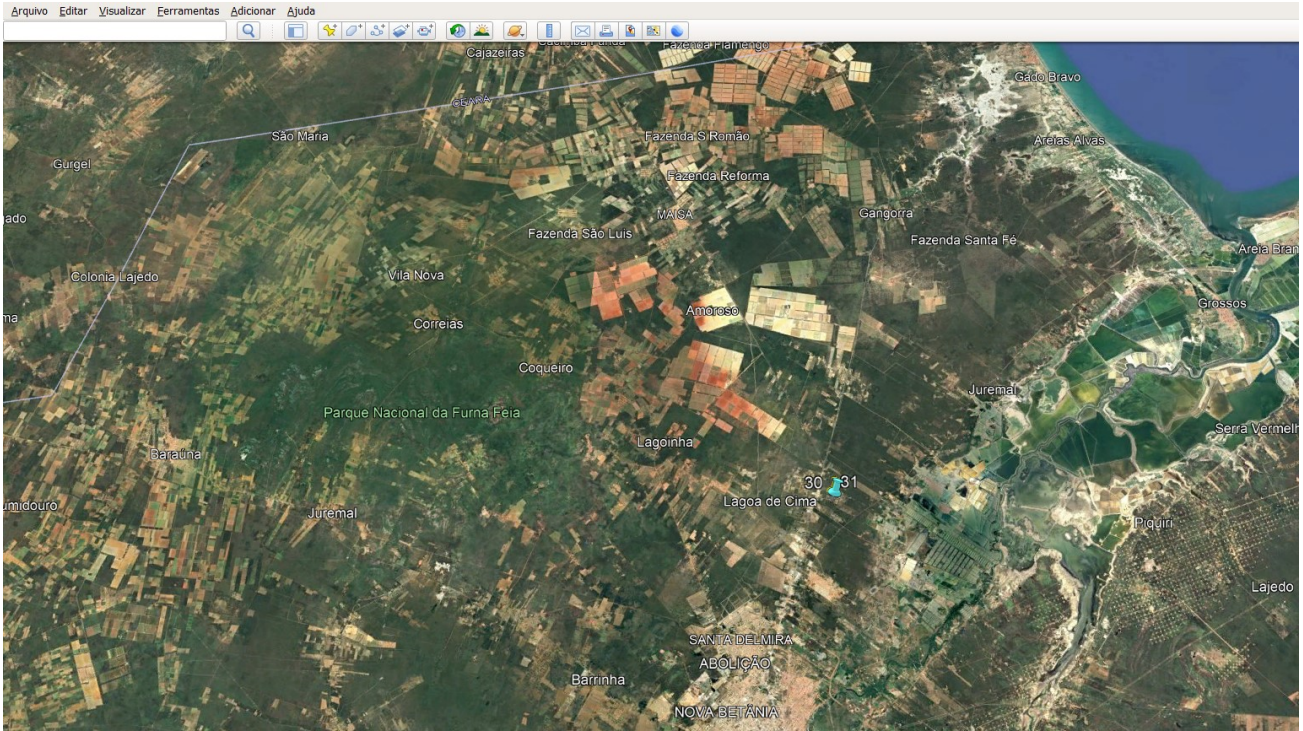 Arquivo Editar Visualizar Ferramentas Adicionar Ajuda
Cajazeiras
Fazenda Flamengo
Gado Bravo
CEARÁ
São Maria
Fazenda S Romão
Areias Alvas
Gurgel
Fazenda Reforma
MAISA
Gangorra
Fazenda São Luis
Fazenda Santa Fé
Areia Bran
Colonia Lajedo
Vila Nova
Grossos
Amoroso
Correias
Coqueiro
Juremal
Parque Nacional da Furna Feia
Serra Vermelh
Lagoinha
Baraúna
30 31
Lagoa de Cima
umidouro
Juremal
Piquiri
Lajedo
SANTA DELMIRA
ABOLIÇÃO
Barrinha
NOVA BETÂNIA